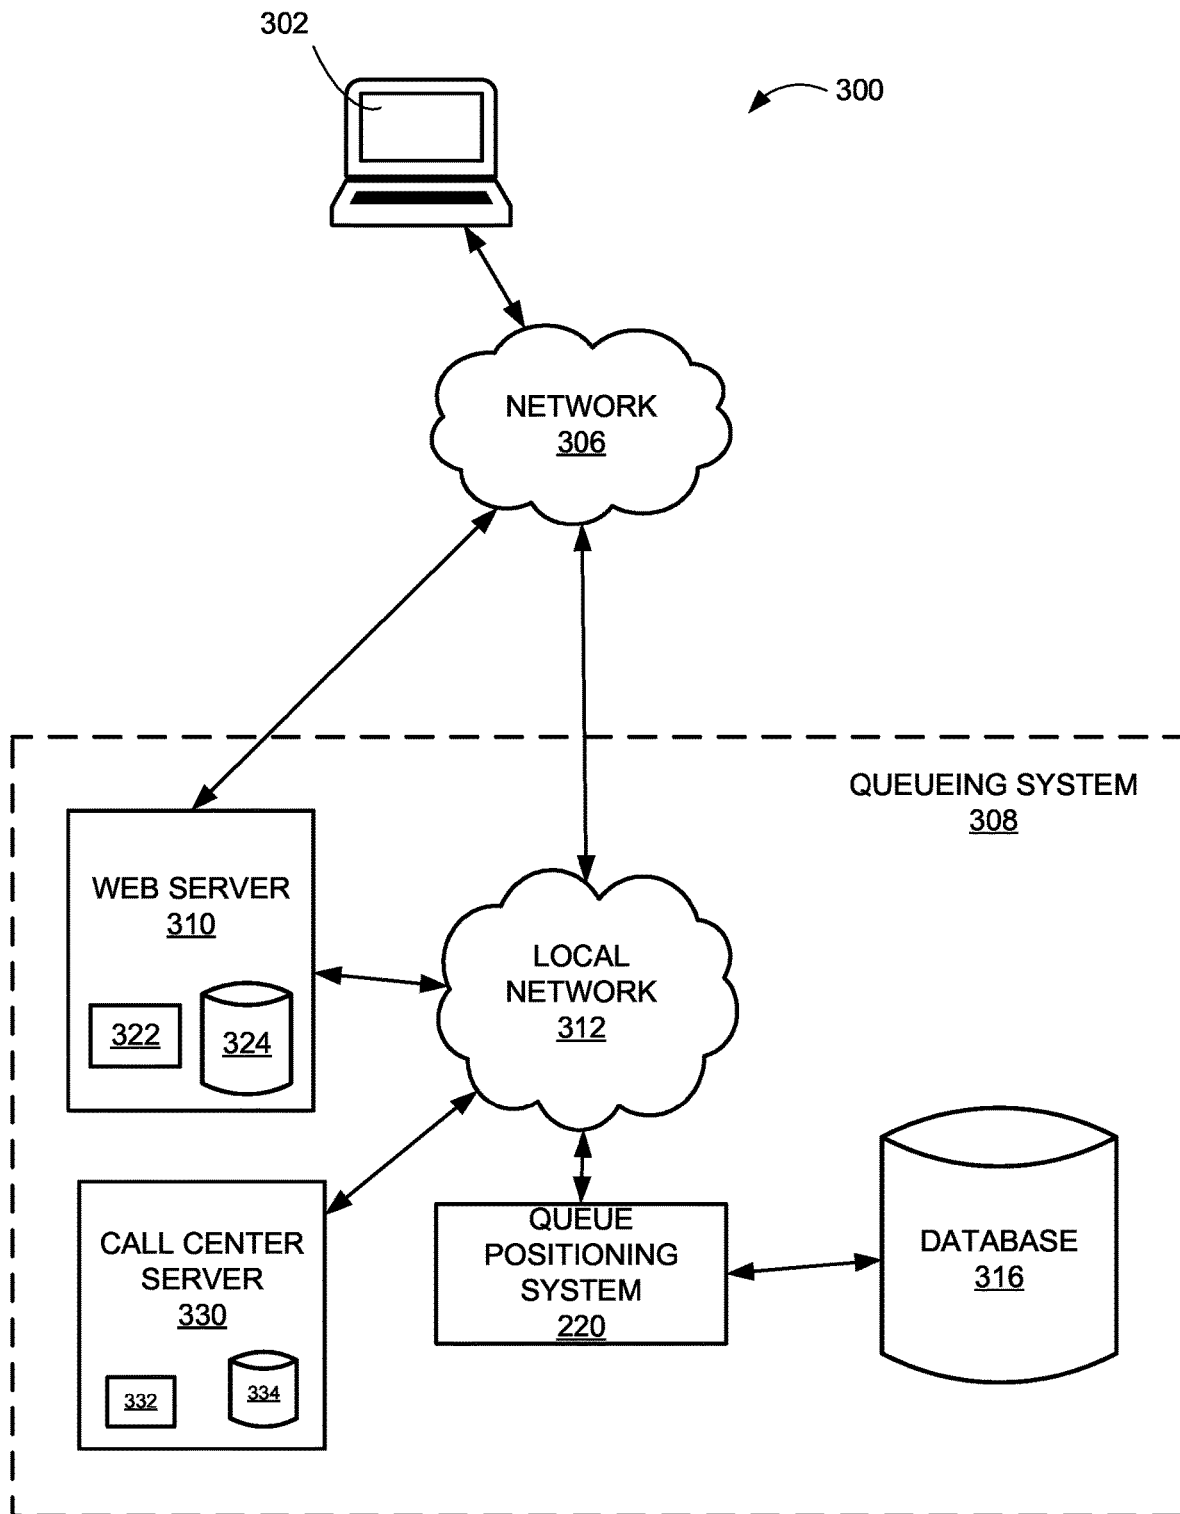 302
300
NETWORK
306
QUEUEING SYSTEM
308
WEB SERVER
310
322
324
LOCAL
NETWORK
312
CALL CENTER
SERVER
330
332
334
QUEUE
POSITIONING
SYSTEM
220
DATABASE
316